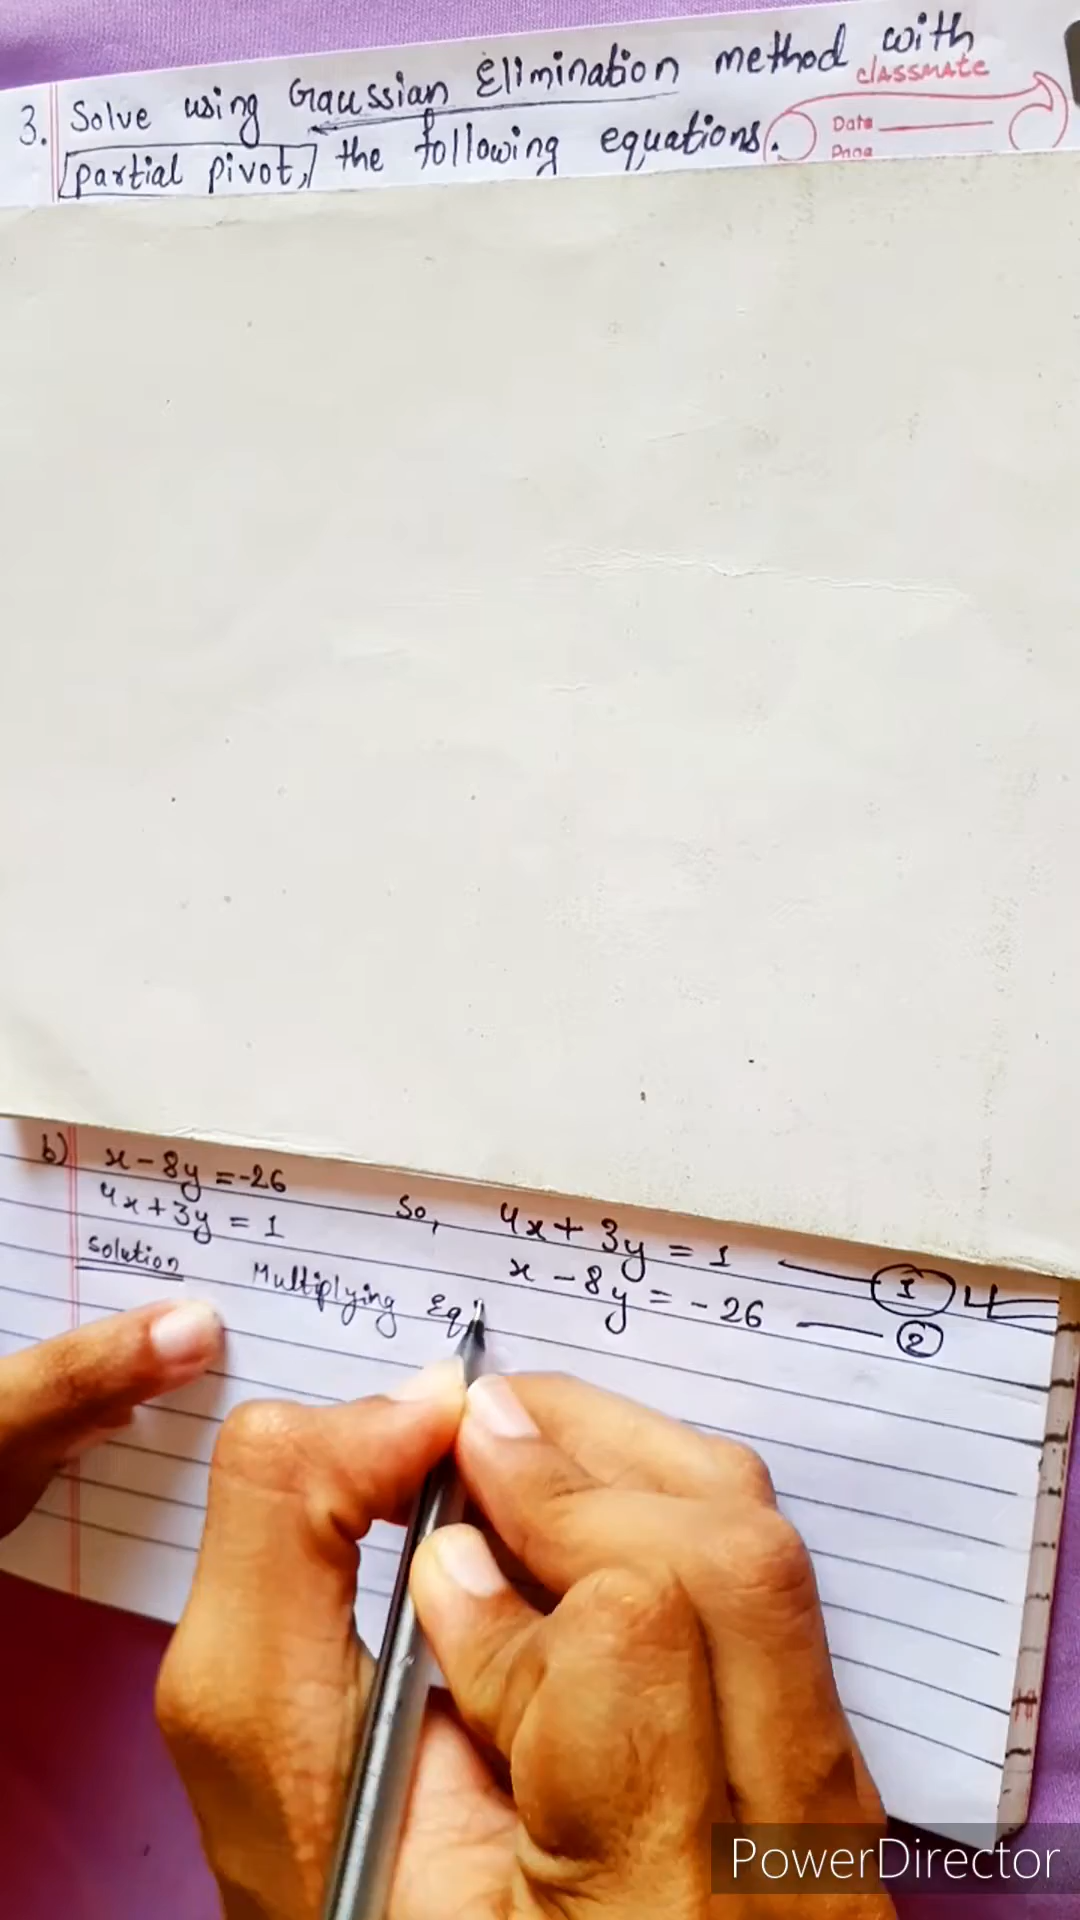 3. Solve using Gaussian Elimination method with
classmate
partial pivot, the following equations.
Date
Page
b) x - 8y = -26
4x + 3y = 1
So, 4x + 3y = 1 1
x - 8y = -26 2
Solution Multiplying Eq
PowerDirector